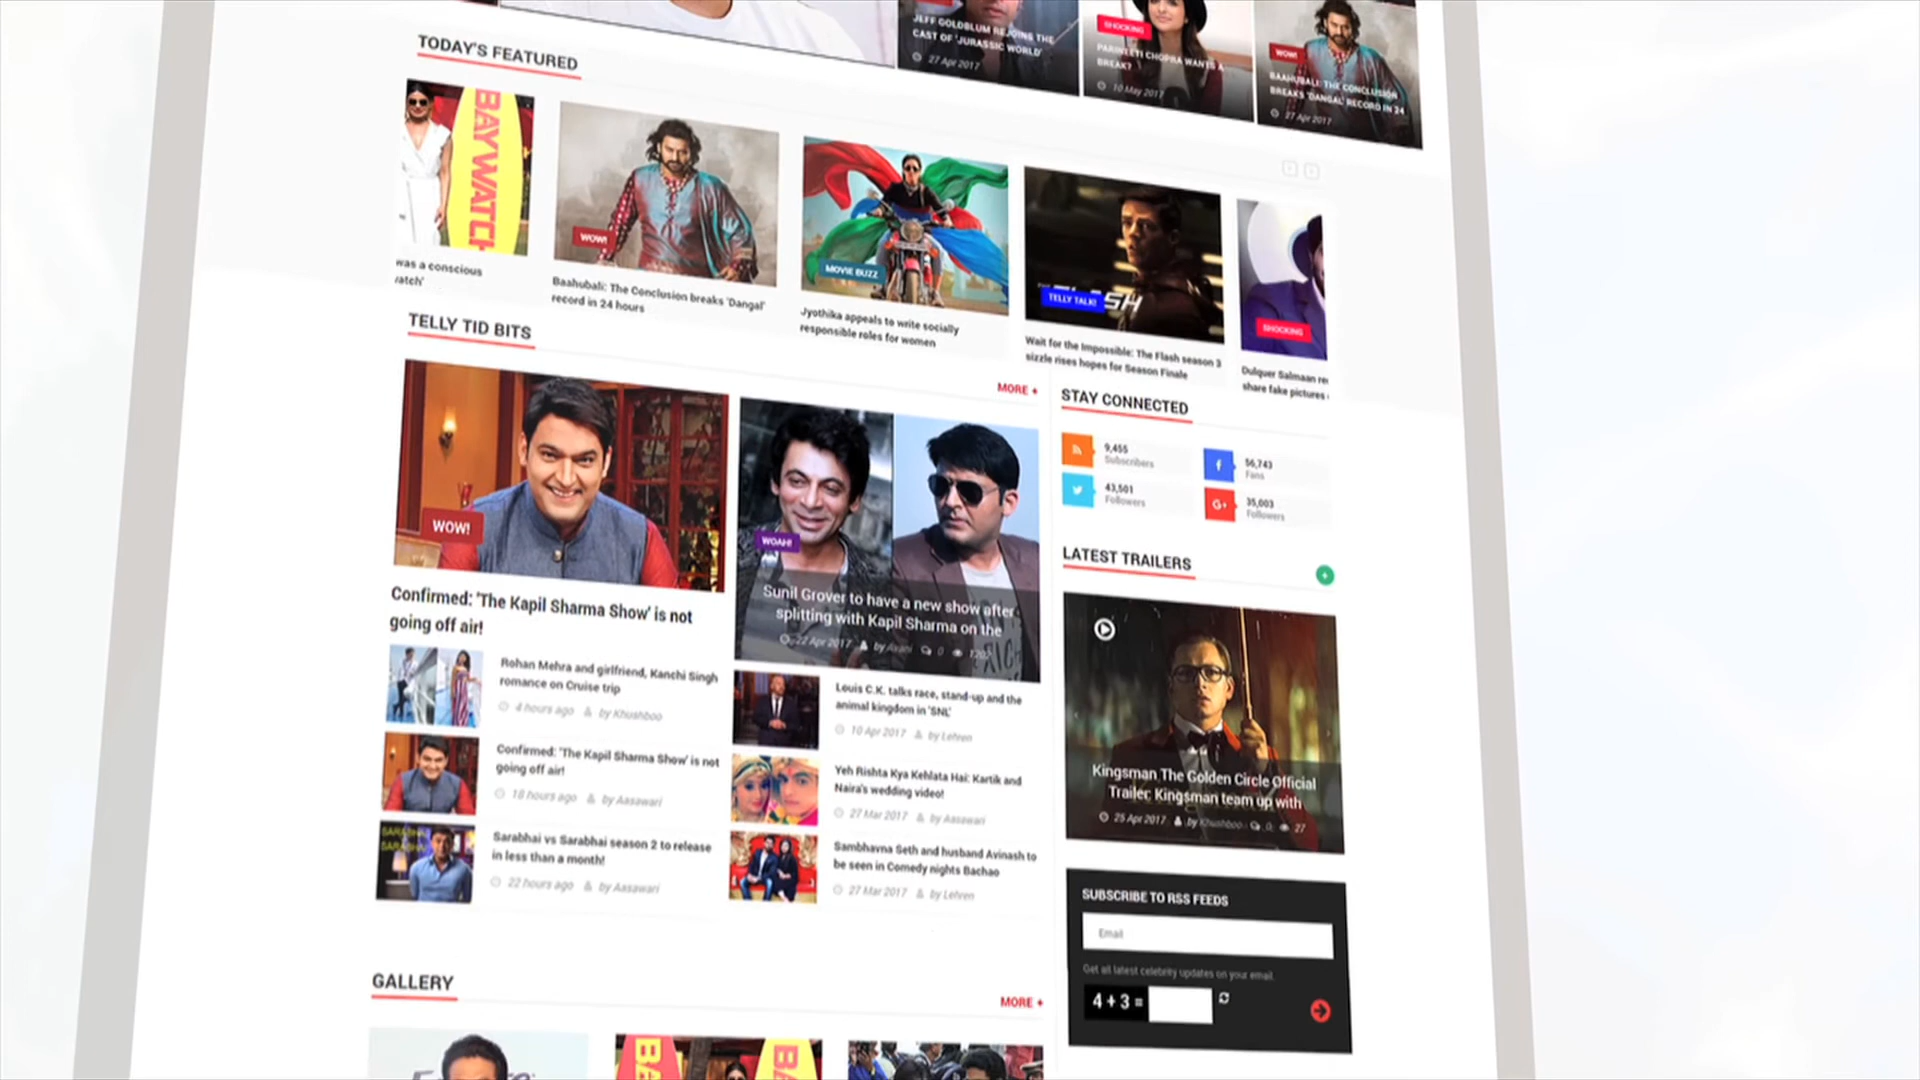 JEFF GOLDBLUM REJOINS THE
CAST OF 'JURASSIC WORLD'
27 Apr 2017
SHOCKING
PARINEETI CHOPRA WANTS A
BREAK?
10 May 2017
WOW!
BAAHUBALI: THE CONCLUSION
BREAKS 'DANGAL' RECORD IN 24
27 Apr 2017
TODAY'S FEATURED
BAYWATCH
was a conscious
WOW!
Baahubali: The Conclusion breaks 'Dangal'
record in 24 hours
MOVIE BUZZ
Jyothika appeals to write socially
responsible roles for women
TELLY TALK!
Wait for the Impossible: The Flash season 3
sizzle rises hopes for Season Finale
SHOCKING
Dulquer Salmaan
share fake pictures
TELLY TID BITS
MORE +
WOW!
Confirmed: 'The Kapil Sharma Show' is not
going off air!
Rohan Mehra and girlfriend, Kanchi Singh
romance on Cruise trip
4 hours ago by Khushboo
Confirmed: 'The Kapil Sharma Show' is not
going off air!
18 hours ago by Aasawari
Sarabhai vs Sarabhai season 2 to release
in less than a month!
22 hours ago by Aasawari
WOAH!
Sunil Grover to have a new show after
splitting with Kapil Sharma on the
22 Apr 2017 by Avani 0
Louis C.K. talks race, stand-up and the
animal kingdom in 'SNL'
10 Apr 2017 by Lehren
Yeh Rishta Kya Kehlata Hai: Kartik and
Naira's wedding video!
27 Mar 2017 by Aasawari
Sambhavna Seth and husband Avinash to
be seen in Comedy nights Bachao
27 Mar 2017 by Lehren
STAY CONNECTED
9,455
Subscribers
56,743
Fans
43,501
Followers
G+
35,003
Followers
LATEST TRAILERS
Kingsman The Golden Circle Official
Trailer: Kingsman team up with
25 Apr 2017 by Khushboo 0 27
SUBSCRIBE TO RSS FEEDS
Email
Get all latest celebrity updates on your email.
4 + 3 =
GALLERY
MORE +